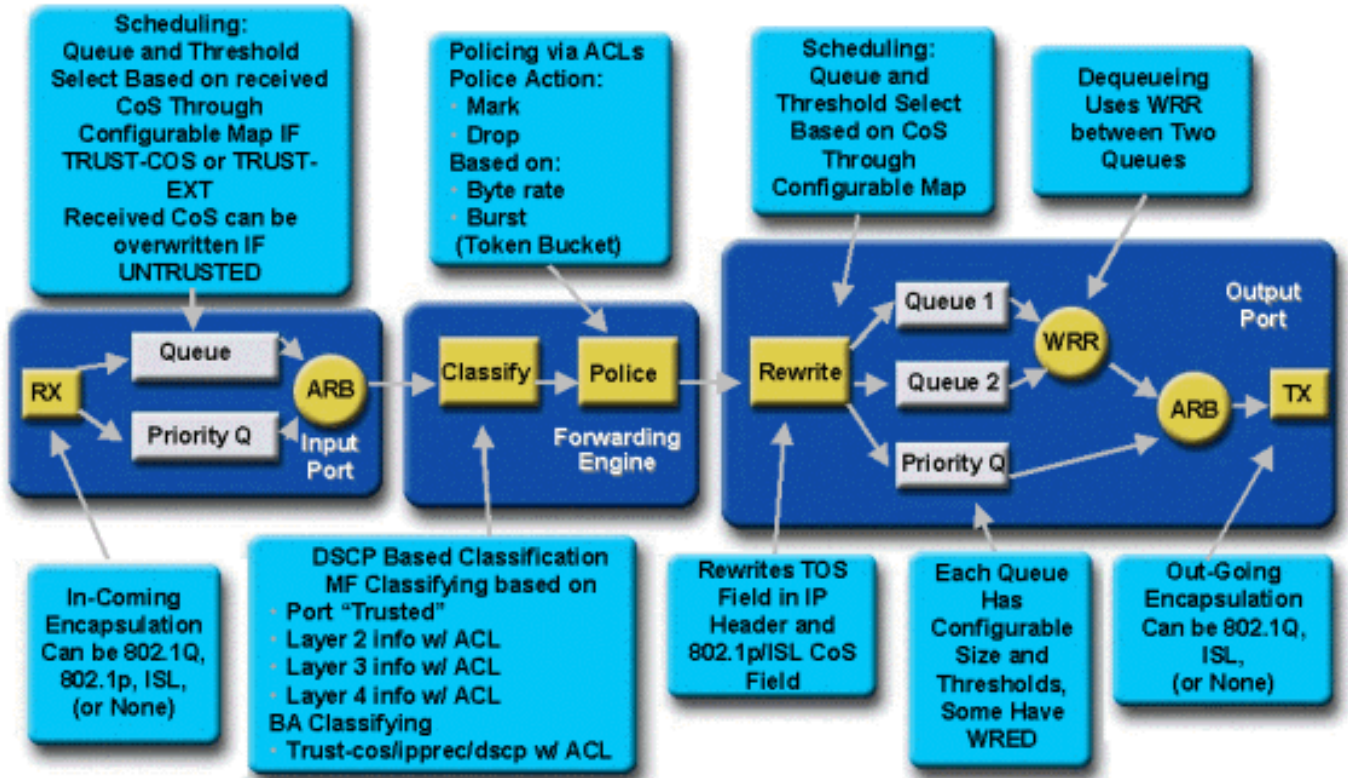 Scheduling:
Queue and Threshold
Select Based on received
CoS Through
Configurable Map IF
TRUST-COS or TRUST-
EXT
Received CoS can be
overwritten IF
UNTRUSTED
Policing via ACLs
Police Action:
· Mark
· Drop
Based on:
· Byte rate
· Burst
(Token Bucket)
Scheduling:
Queue and
Threshold Select
Based on CoS
Through
Configurable Map
Dequeueing
Uses WRR
between Two
Queues
RX
Queue
Priority Q
ARB
Input
Port
Classify
Police
Forwarding
Engine
Rewrite
Queue 1
Queue 2
Priority Q
WRR
ARB
TX
Output
Port
In-Coming
Encapsulation
Can be 802.1Q,
802.1p, ISL,
(or None)
DSCP Based Classification
MF Classifying based on
· Port “Trusted”
· Layer 2 info w/ ACL
· Layer 3 info w/ ACL
· Layer 4 info w/ ACL
BA Classifying
· Trust-cos/ipprec/dscp w/ ACL
Rewrites TOS
Field in IP
Header and
802.1p/ISL CoS
Field
Each Queue
Has
Configurable
Size and
Thresholds,
Some Have
WRED
Out-Going
Encapsulation
Can be 802.1Q,
ISL,
(or None)